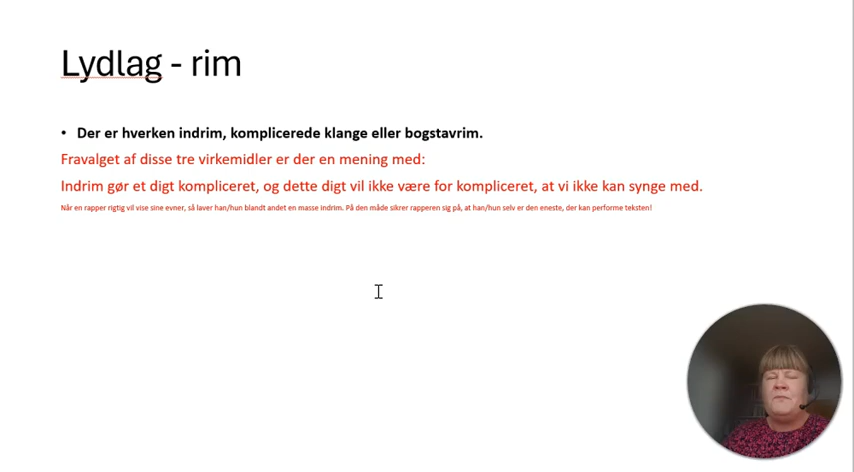 Lydlag - rim
• Der er hverken indrim, komplicerede klange eller bogstavrim.
Fravalget af disse tre virkemidler er der en mening med:
Indrim gør et digt kompliceret, og dette digt vil ikke være for kompliceret, at vi ikke kan synge med.
Når en rapper rigtig vil vise sine evner, så laver han/hun blandt andet en masse indrim. På den måde sikrer rapperen sig på, at han/hun selv er den eneste, der kan performe teksten!